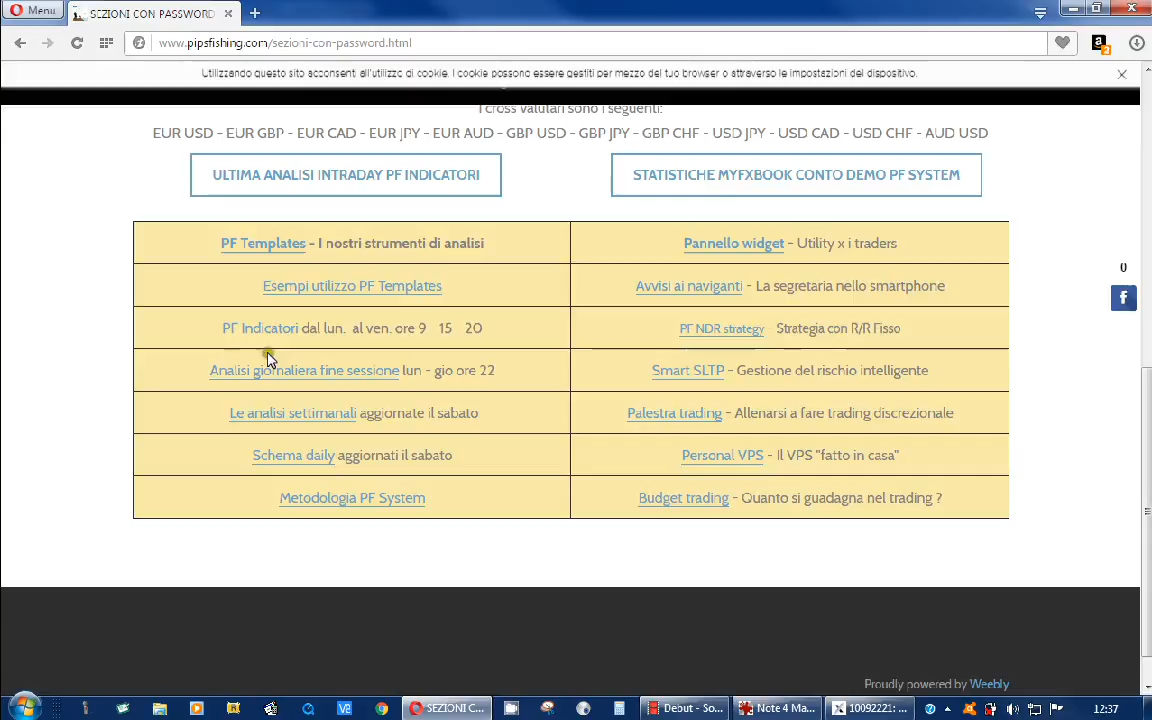 Menu
SEZIONI CON PASSWORD
www.pipsfishing.com/sezioni-con-password.html
Utilizzando questo sito acconsenti all'utilizzo di cookie. I cookie possono essere gestiti per mezzo del tuo browser o attraverso le impostazioni del dispositivo.
I cross valutari sono i seguenti:
EUR USD - EUR GBP - EUR CAD - EUR JPY - EUR AUD - GBP USD - GBP JPY - GBP CHF - USD JPY - USD CAD - USD CHF - AUD USD
ULTIMA ANALISI INTRADAY PF INDICATORI
STATISTICHE MYFXBOOK CONTO DEMO PF SYSTEM
PF Templates - I nostri strumenti di analisi
Pannello widget - Utility x i traders
Esempi utilizzo PF Templates
Avvisi ai naviganti - La segretaria nello smartphone
0
PF Indicatori dal lun. al ven. ore 9 15 20
PF NDR strategy - Strategia con R/R Fisso
Analisi giornaliera fine sessione lun - gio ore 22
Smart SLTP - Gestione del rischio intelligente
Le analisi settimanali aggiornate il sabato
Palestra trading - Allenarsi a fare trading discrezionale
Schema daily aggiornati il sabato
Personal VPS - Il VPS "fatto in casa"
Metodologia PF System
Budget trading - Quanto si guadagna nel trading ?
Proudly powered by Weebly
SEZIONI C...
Debut - So...
Note 4 Ma...
10092221: ...
12:37